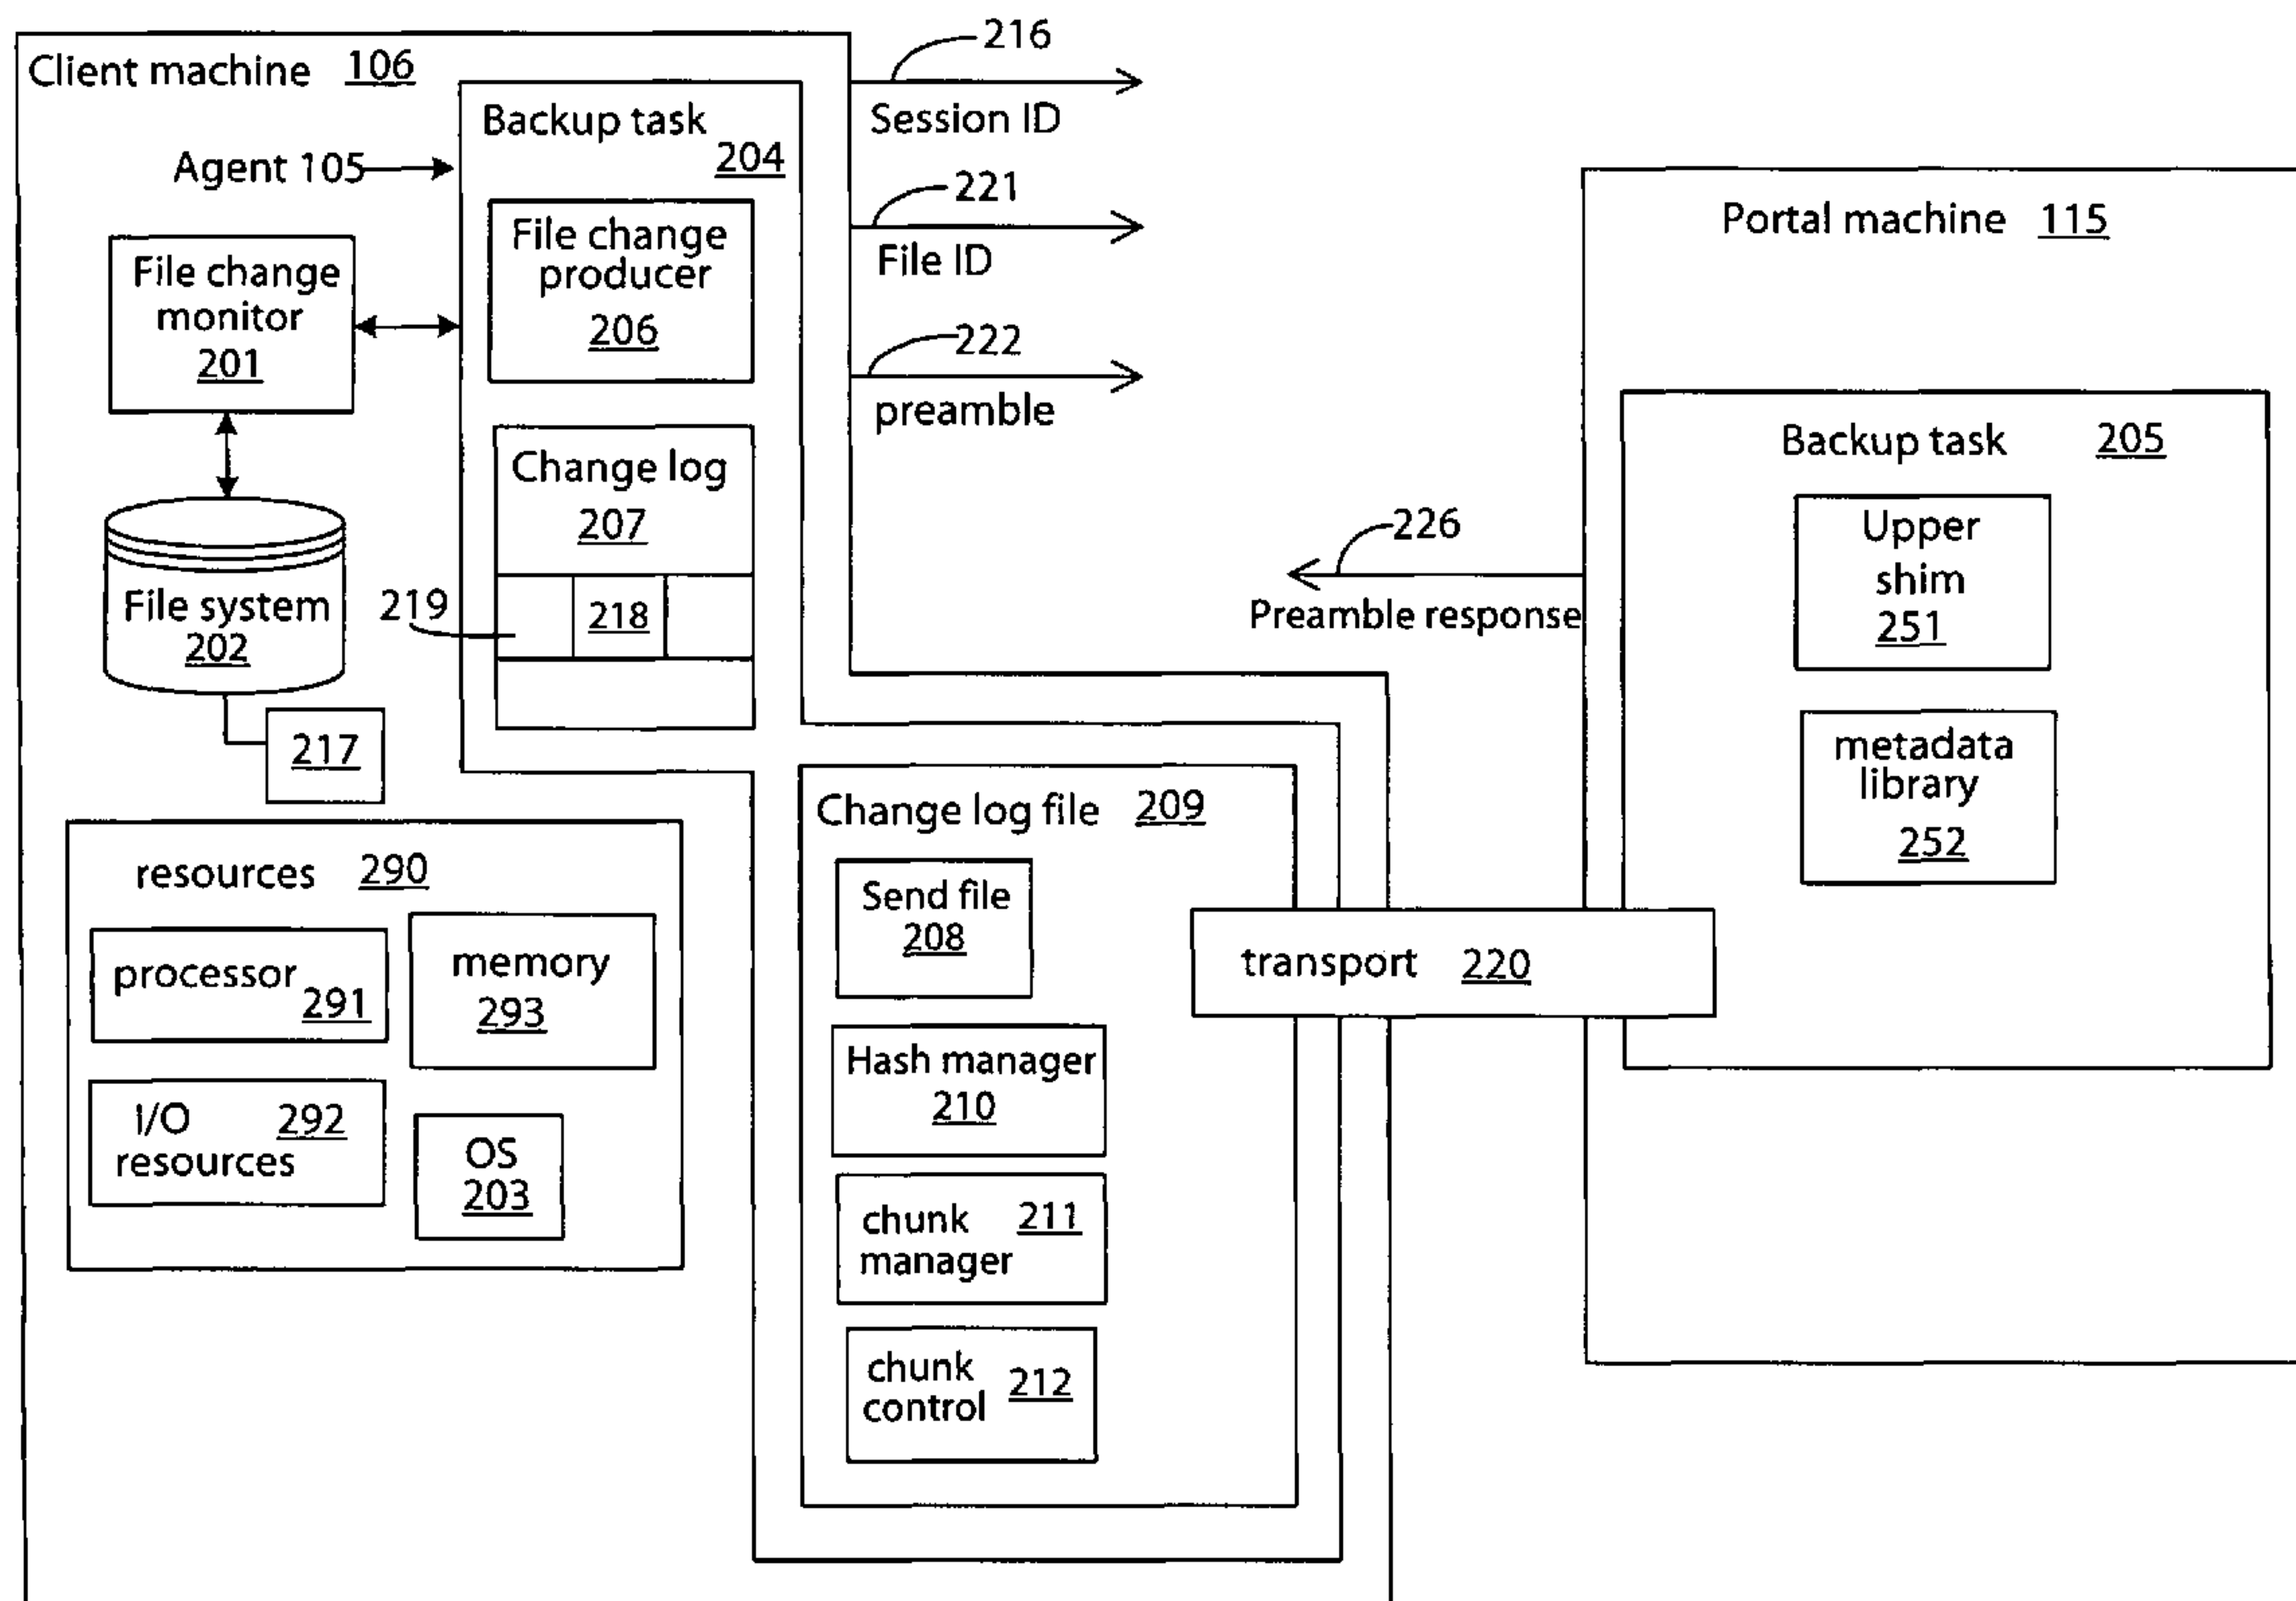 Client machine 106
Agent 105
File change
monitor
201
File system
202
217
Backup task
204
File change
producer
206
Change log
207
219
218
216
Session ID
221
File ID
222
preamble
226
Preamble response
Portal machine 115
Backup task 205
Upper
shim
251
metadata
library
252
resources 290
processor 291
memory
293
I/O 292
resources
OS
203
Change log file 209
Send file
208
Hash manager
210
chunk 211
manager
chunk 212
control
transport 220